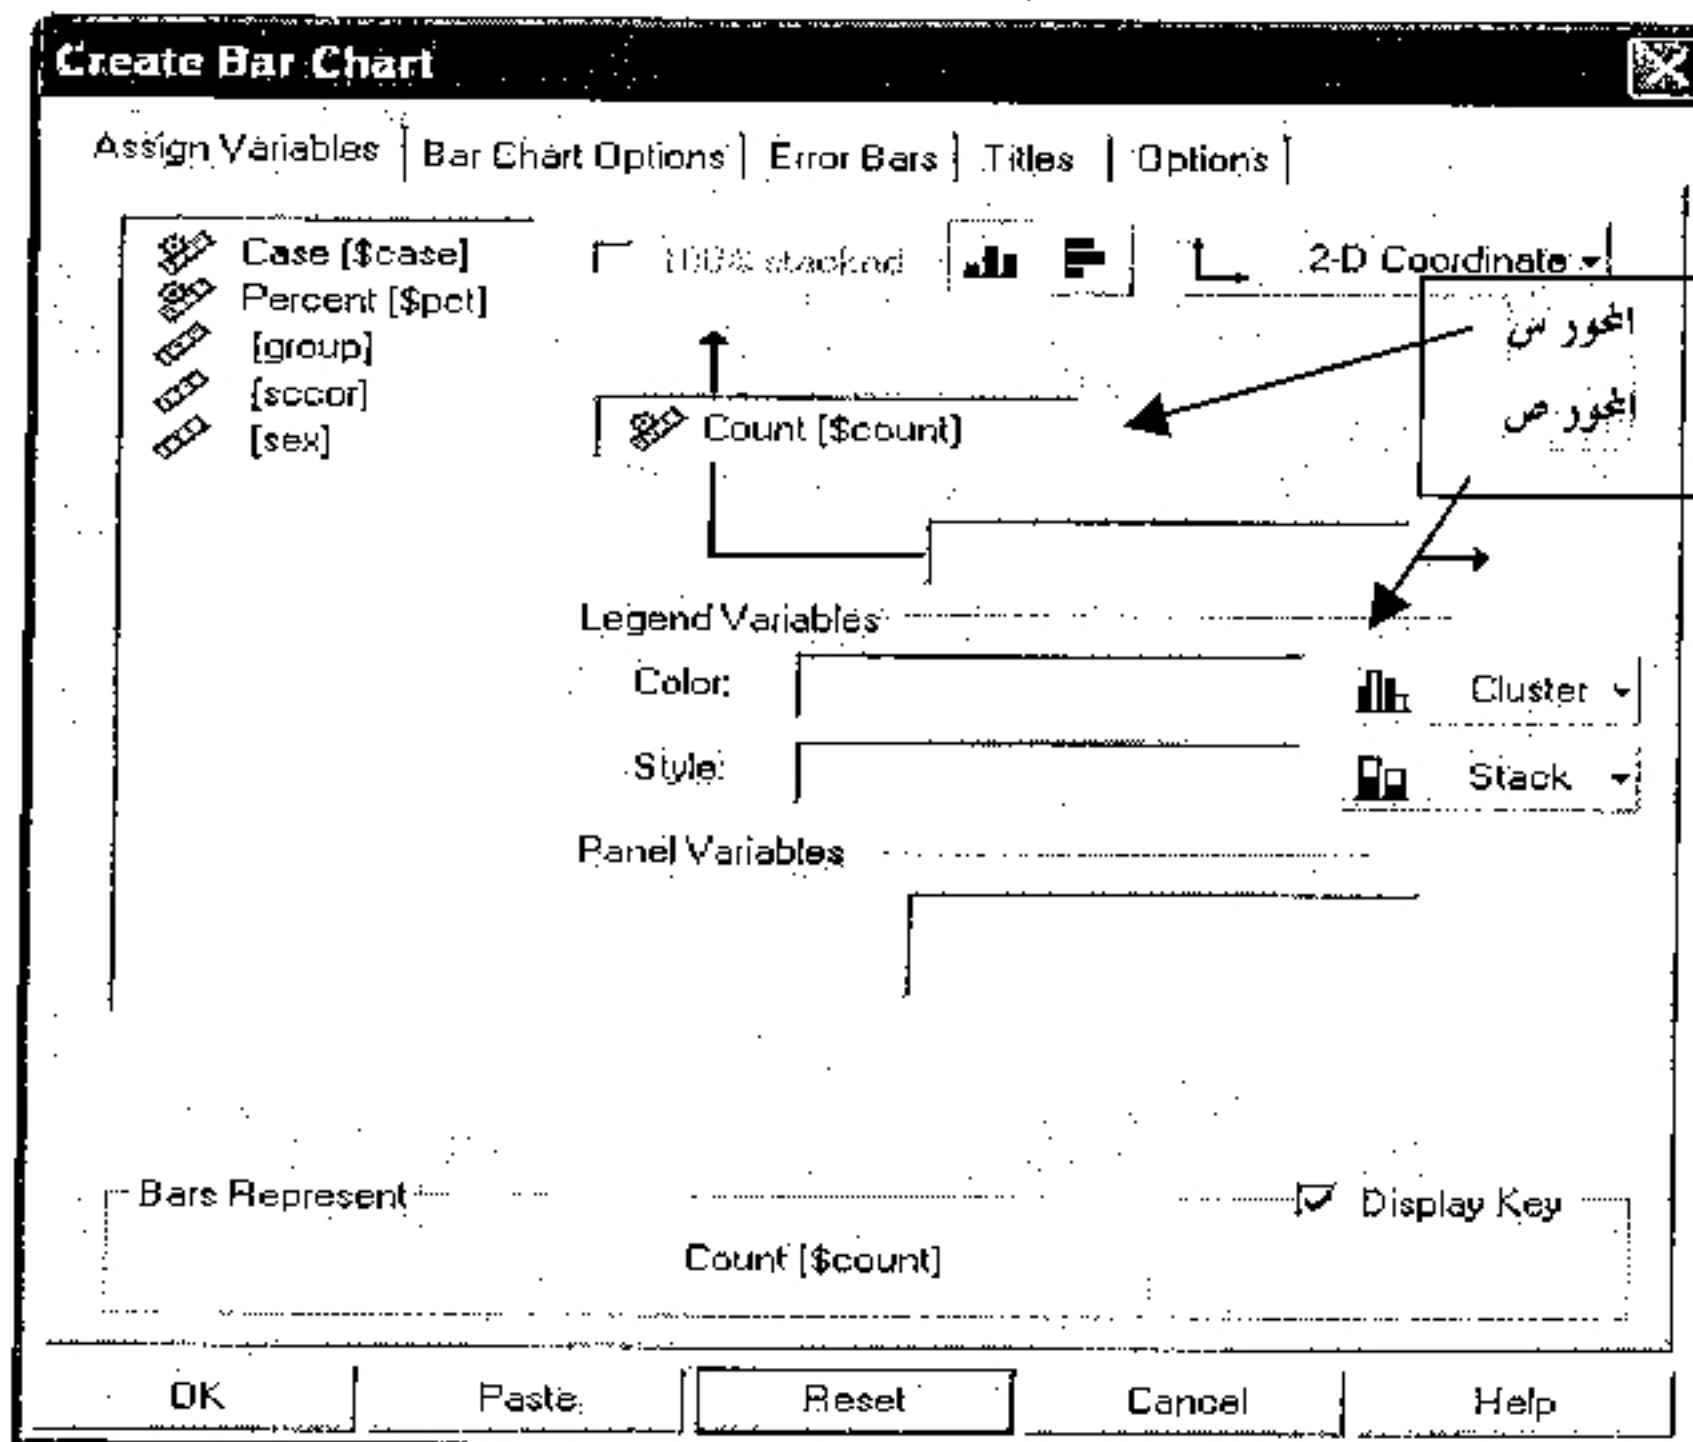 Create Bar Chart
Assign Variables Bar Chart Options Error Bars Titles Options
Case [$case] 100% stacked 2-D Coordinate
Percent [$pct] المحور س
[group]
[sccor] المحور ص
[sex] Count [$count]
Legend Variables
Color: Cluster
Style: Stack
Panel Variables
Bars Represent Display Key
Count [$count]
OK Paste Reset Cancel Help